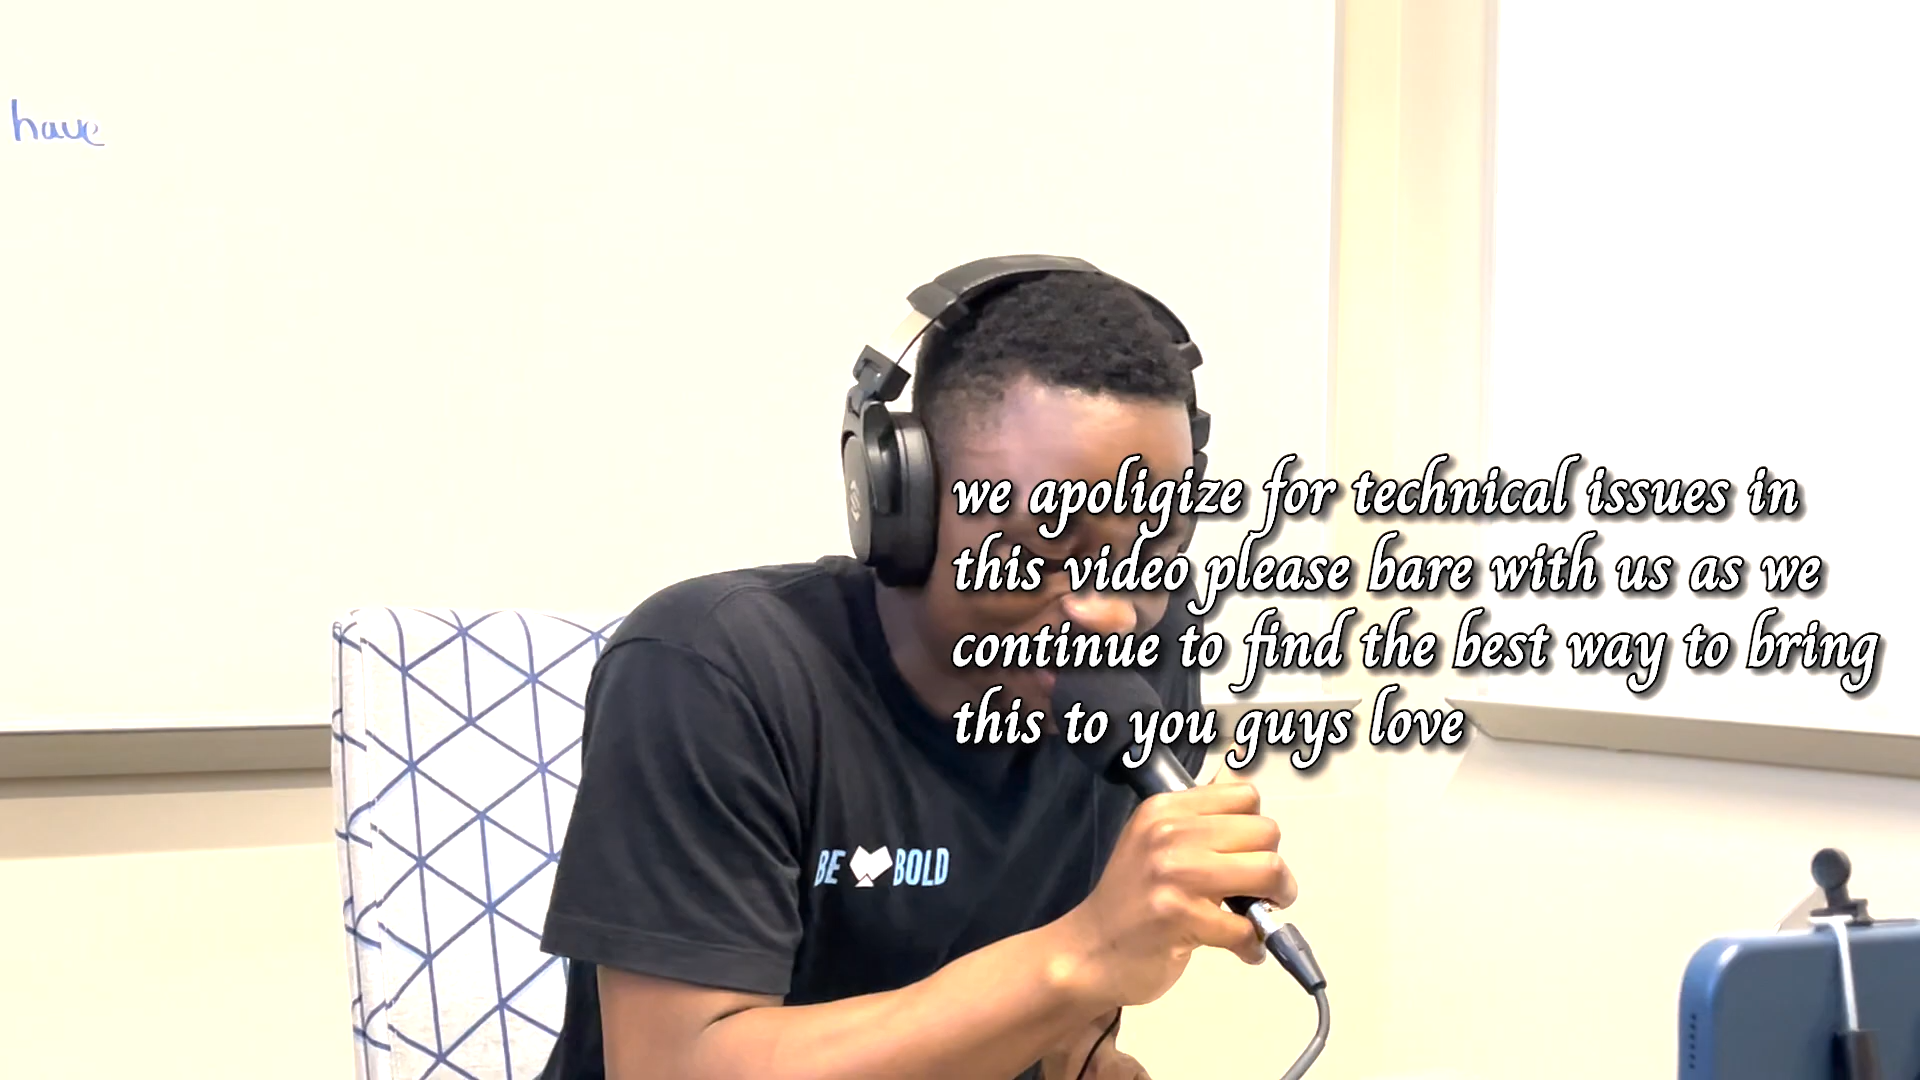 have
we apoligize for technical issues in
this video please bare with us as we
continue to find the best way to bring
this to you guys love
BE BOLD